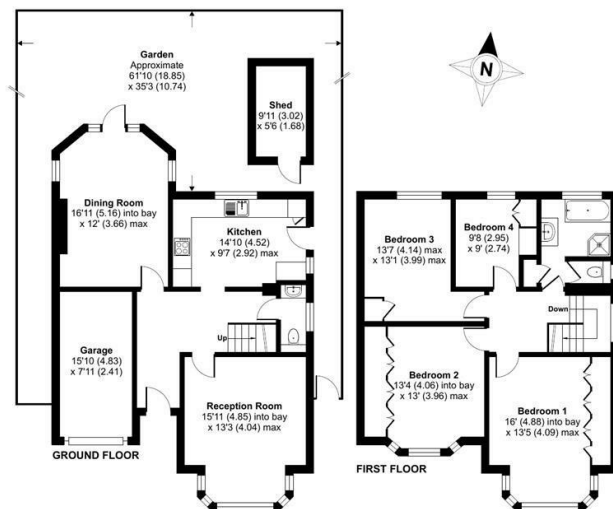 Garden
Approximate
61'10 (18.85)
x 35'3 (10.74)
Shed
9'11 (3.02)
x 5'6 (1.68)
N
Dining Room
16'11 (5.16) into bay
x 12' (3.66) max
Kitchen
14'10 (4.52)
x 9'7 (2.92) max
Up
Garage
15'10 (4.83)
x 7'11 (2.41)
Reception Room
15'11 (4.85) into bay
x 13'3 (4.04) max
GROUND FLOOR
Bedroom 3
13'7 (4.14) max
x 13'1 (3.99) max
Bedroom 4
9'8 (2.95)
x 9' (2.74)
Down
Bedroom 2
13'4 (4.06) into bay
x 13' (3.96) max
Bedroom 1
16' (4.88) into bay
x 13'5 (4.09) max
FIRST FLOOR